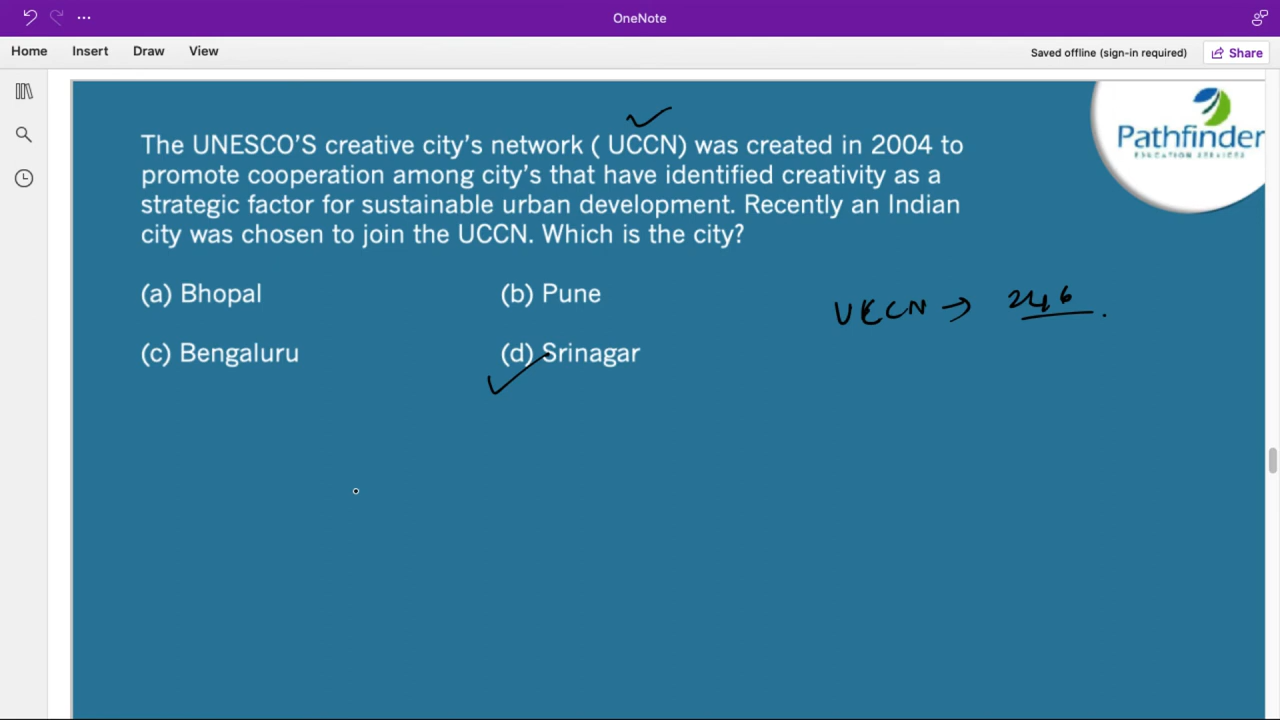 OneNote
Home Insert Draw View
Saved offline (sign-in required) Share
The UNESCO'S creative city's network ( UCCN) was created in 2004 to
promote cooperation among city's that have identified creativity as a
strategic factor for sustainable urban development. Recently an Indian
city was chosen to join the UCCN. Which is the city?
(a) Bhopal (b) Pune
(c) Bengaluru (d) Srinagar
UCCN → 246.
Pathfinder
EDUCATION SERVICES